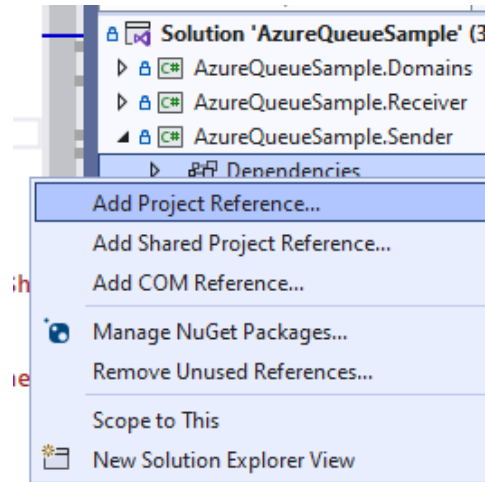 Solution 'AzureQueueSample' (3
C# AzureQueueSample.Domains
C# AzureQueueSample.Receiver
C# AzureQueueSample.Sender
Dependencies
Add Project Reference...
Add Shared Project Reference...
Add COM Reference...
Manage NuGet Packages...
Remove Unused References...
Scope to This
New Solution Explorer View